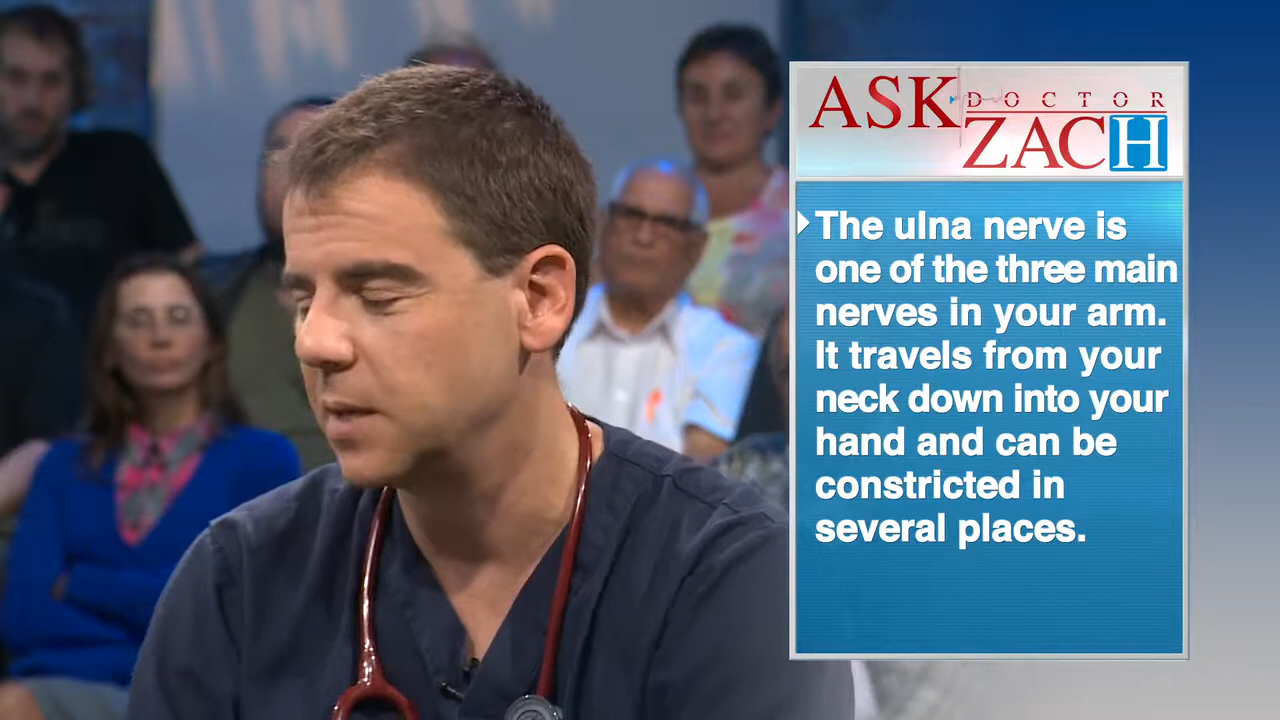 ASK DOCTOR
ZACH
The ulna nerve is
one of the three main
nerves in your arm.
It travels from your
neck down into your
hand and can be
constricted in
several places.